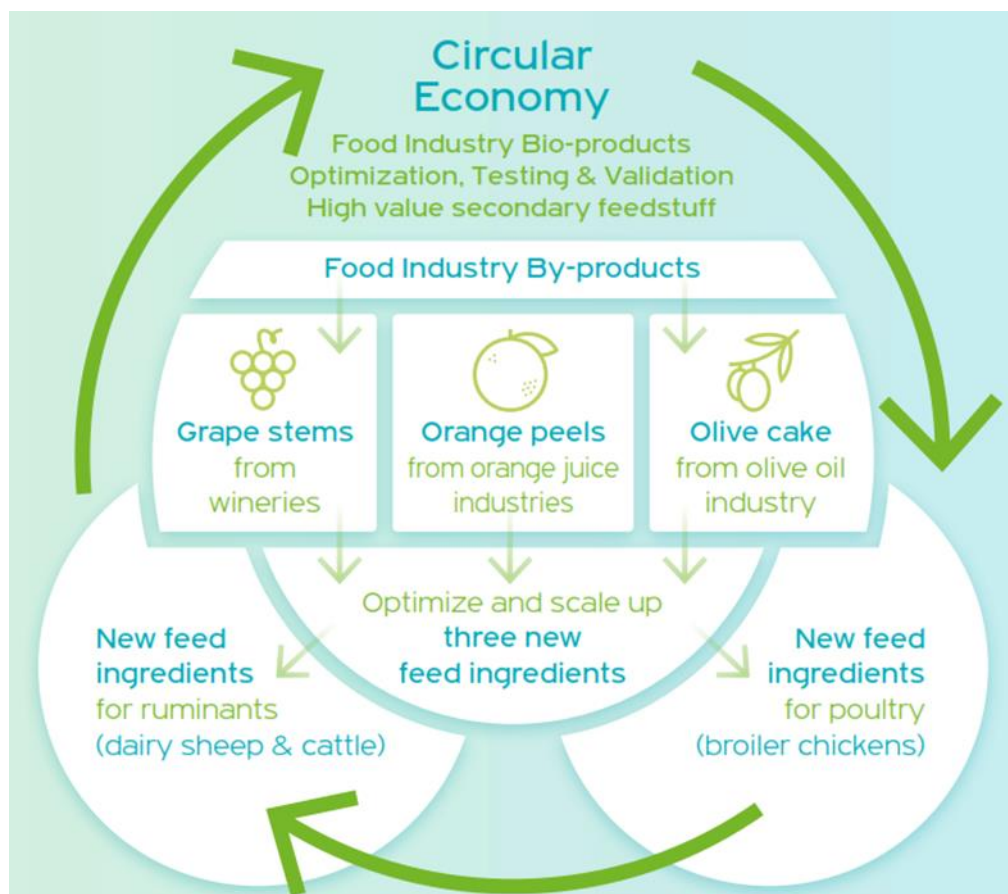 Circular
Economy
Food Industry Bio-products
Optimization, Testing & Validation
High value secondary feedstuff
Food Industry By-products
Grape stems
from
wineries
Orange peels
from orange juice
industries
Olive cake
from olive oil
industry
Optimize and scale up
three new
feed ingredients
New feed
ingredients
for ruminants
(dairy sheep & cattle)
New feed
ingredients
for poultry
(broiler chickens)